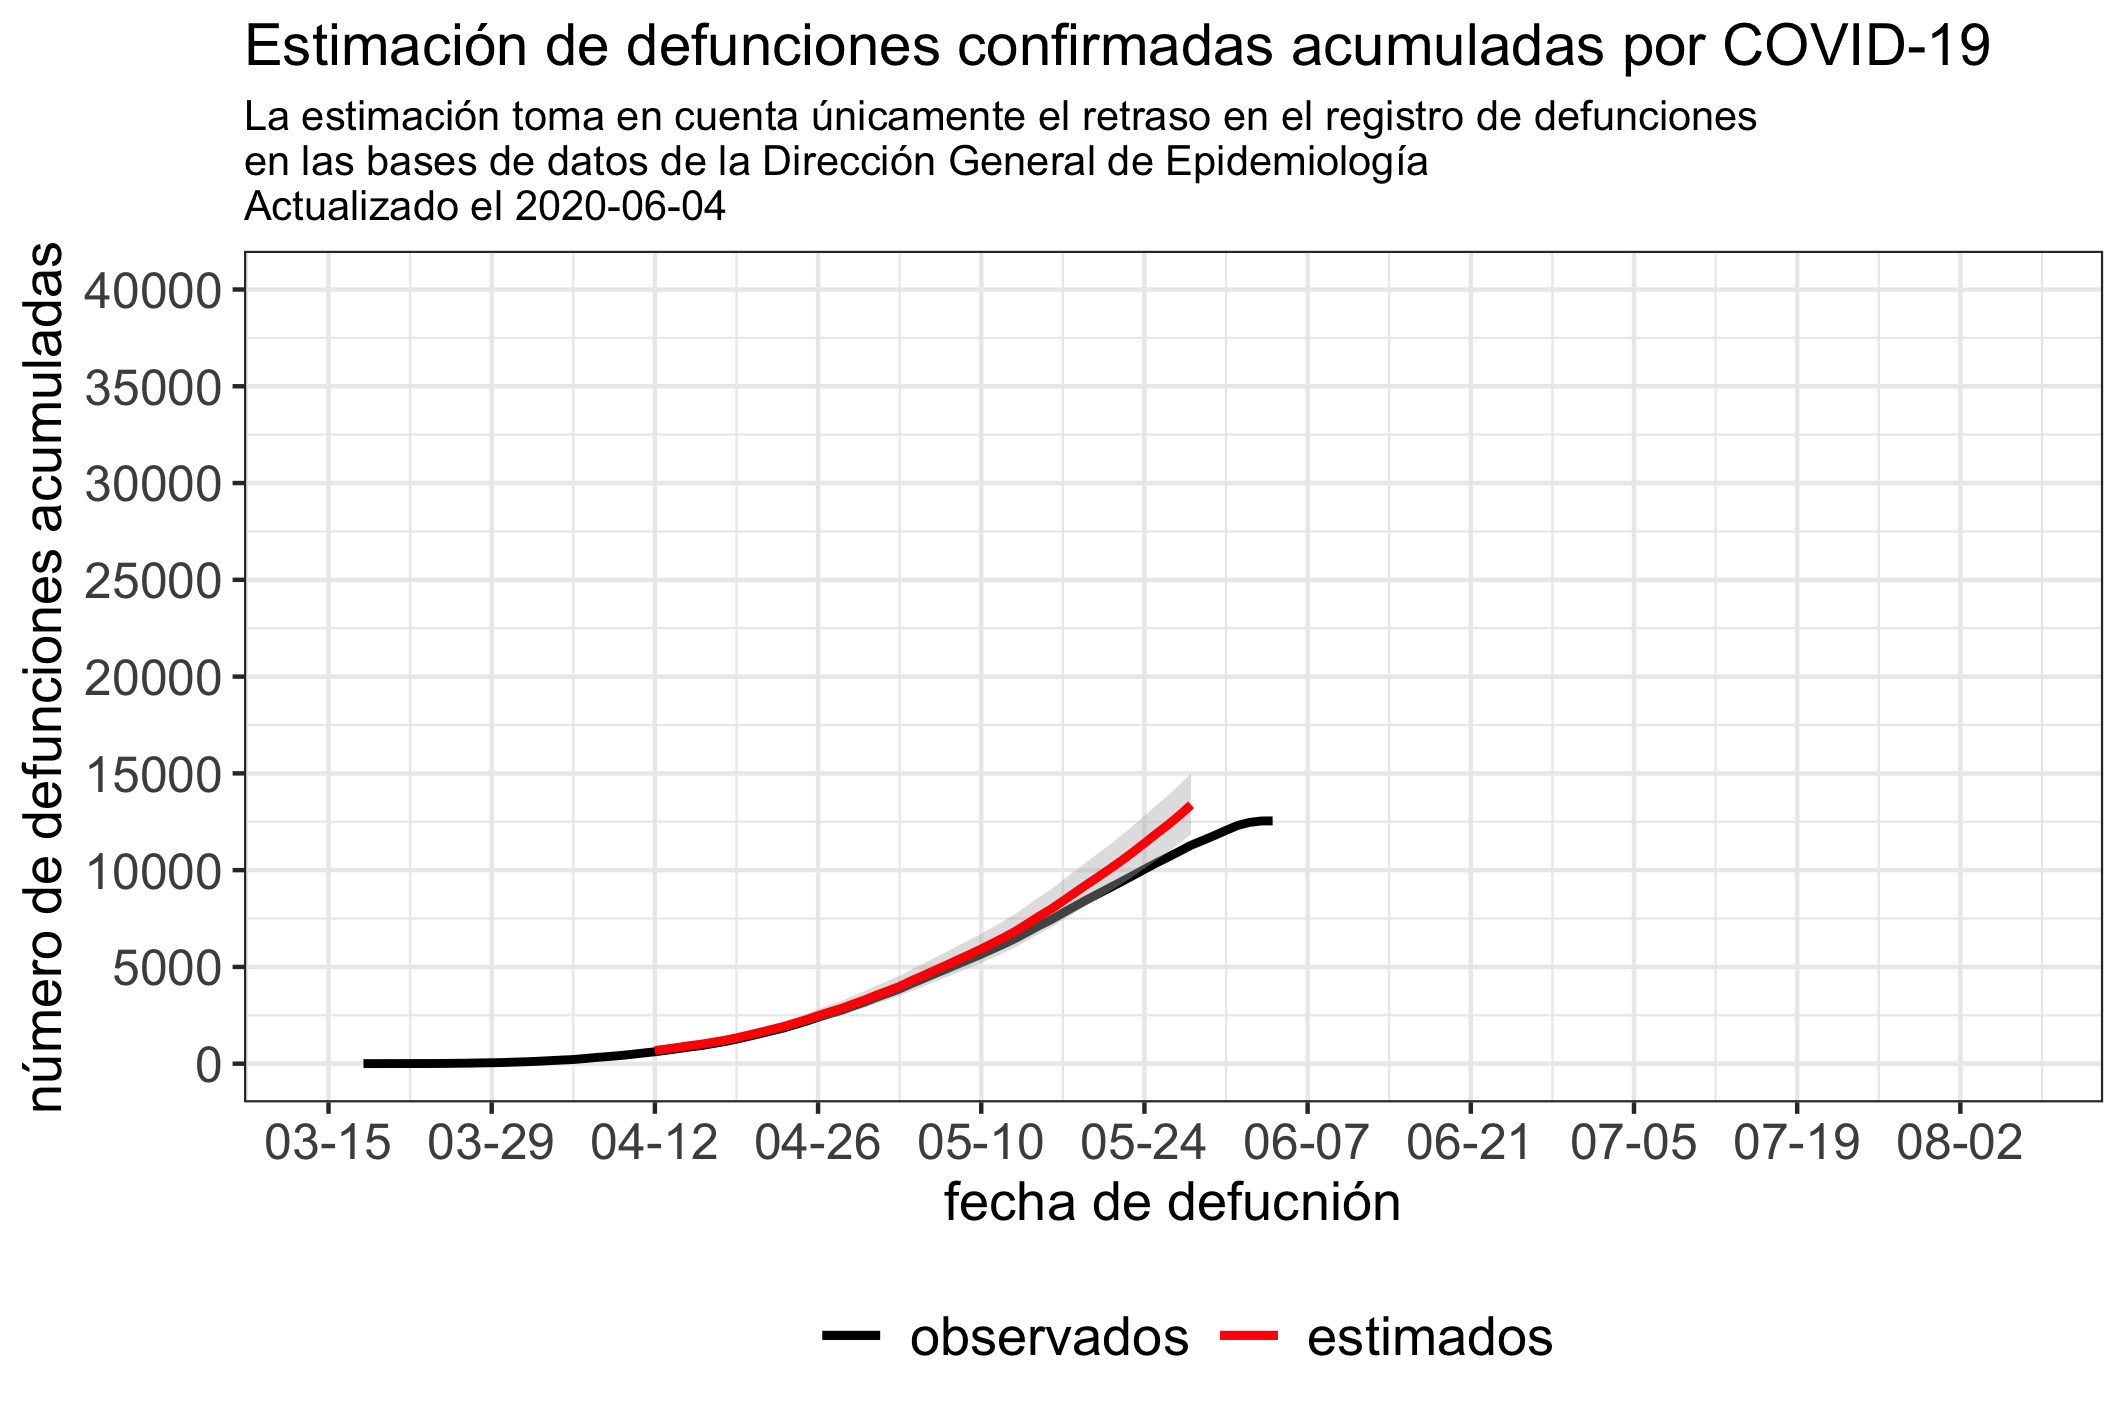 Estimación de defunciones confirmadas acumuladas por COVID-19
La estimación toma en cuenta únicamente el retraso en el registro de defunciones
en las bases de datos de la Dirección General de Epidemiología
Actualizado el 2020-06-04
número de defunciones acumuladas
40000
35000
30000
25000
20000
15000
10000
5000
0
03-15 03-29 04-12 04-26 05-10 05-24 06-07 06-21 07-05 07-19 08-02
fecha de defucnión
observados estimados